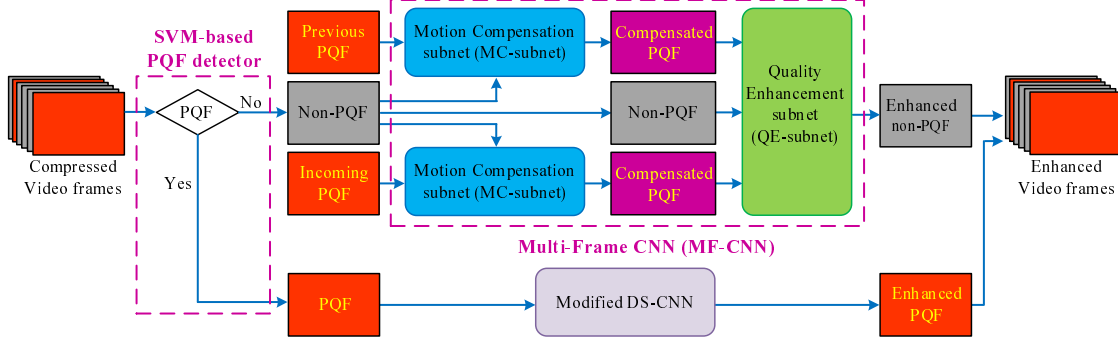 SVM-based
PQF detector
Compressed
Video frames
PQF
No
Yes
Previous
PQF
Non-PQF
Incoming
PQF
Motion Compensation
subnet (MC-subnet)
Motion Compensation
subnet (MC-subnet)
Compensated
PQF
Non-PQF
Compensated
PQF
Quality
Enhancement
subnet
(QE-subnet)
Enhanced
non-PQF
Enhanced
Video frames
Multi-Frame CNN (MF-CNN)
PQF
Modified DS-CNN
Enhanced
PQF